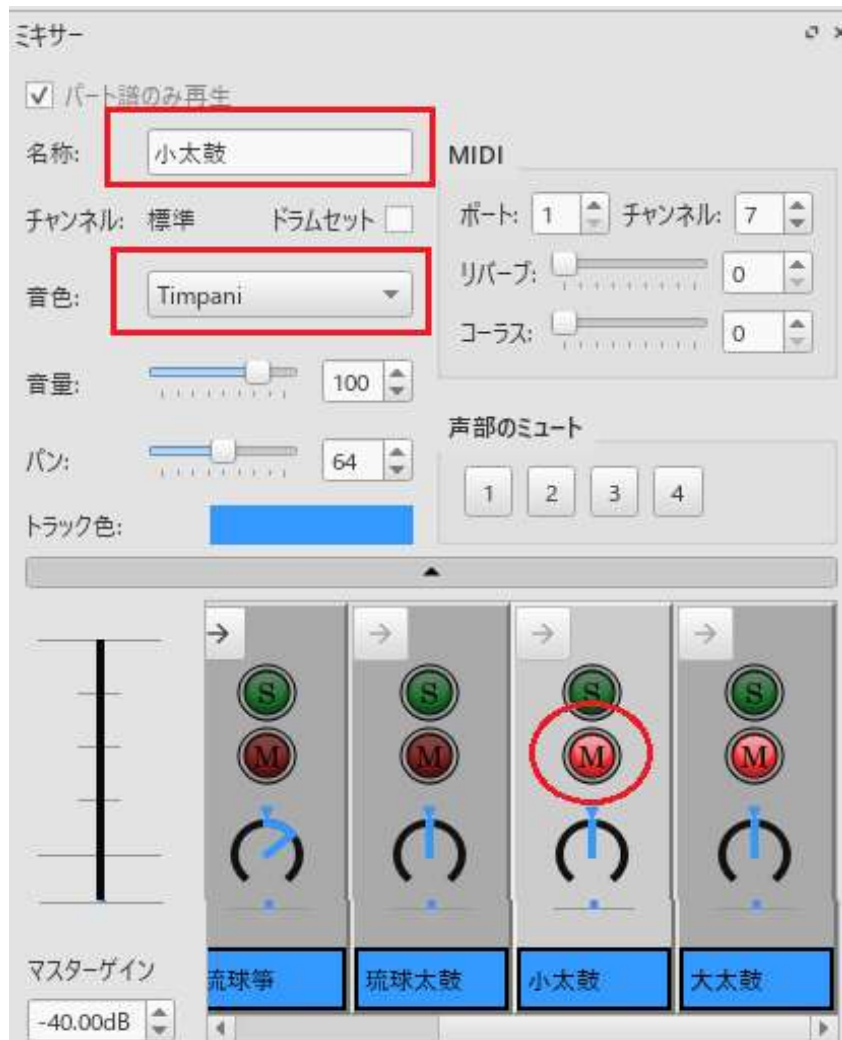 ミキサー
パート譜のみ再生
名称: 小太鼓
MIDI
チャンネル: 標準 ドラムセット
ポート: 1 チャンネル: 7
音色: Timpani
リバーブ: 0
コーラス: 0
音量: 100
声部のミュート
パン: 64
1 2 3 4
トラック色:
S S S S
M M M M
マスターゲイン
-40.00dB
琉球箏 琉球太鼓 小太鼓 大太鼓